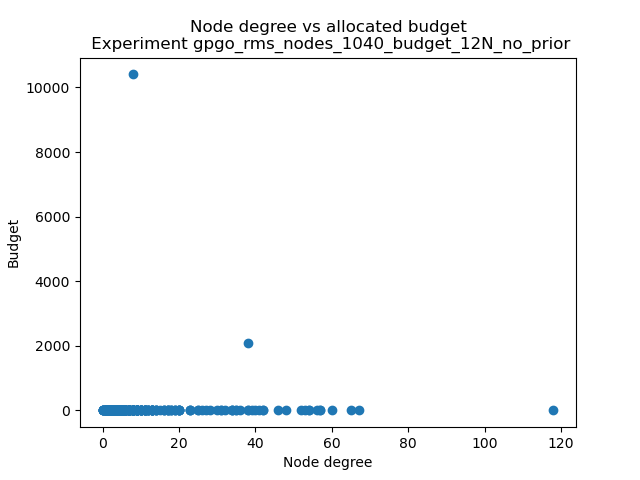 Node degree vs allocated budget
Experiment gpgo_rms_nodes_1040_budget_12N_no_prior
10000
8000
6000
4000
2000
0
Budget
0 20 40 60 80 100 120
Node degree